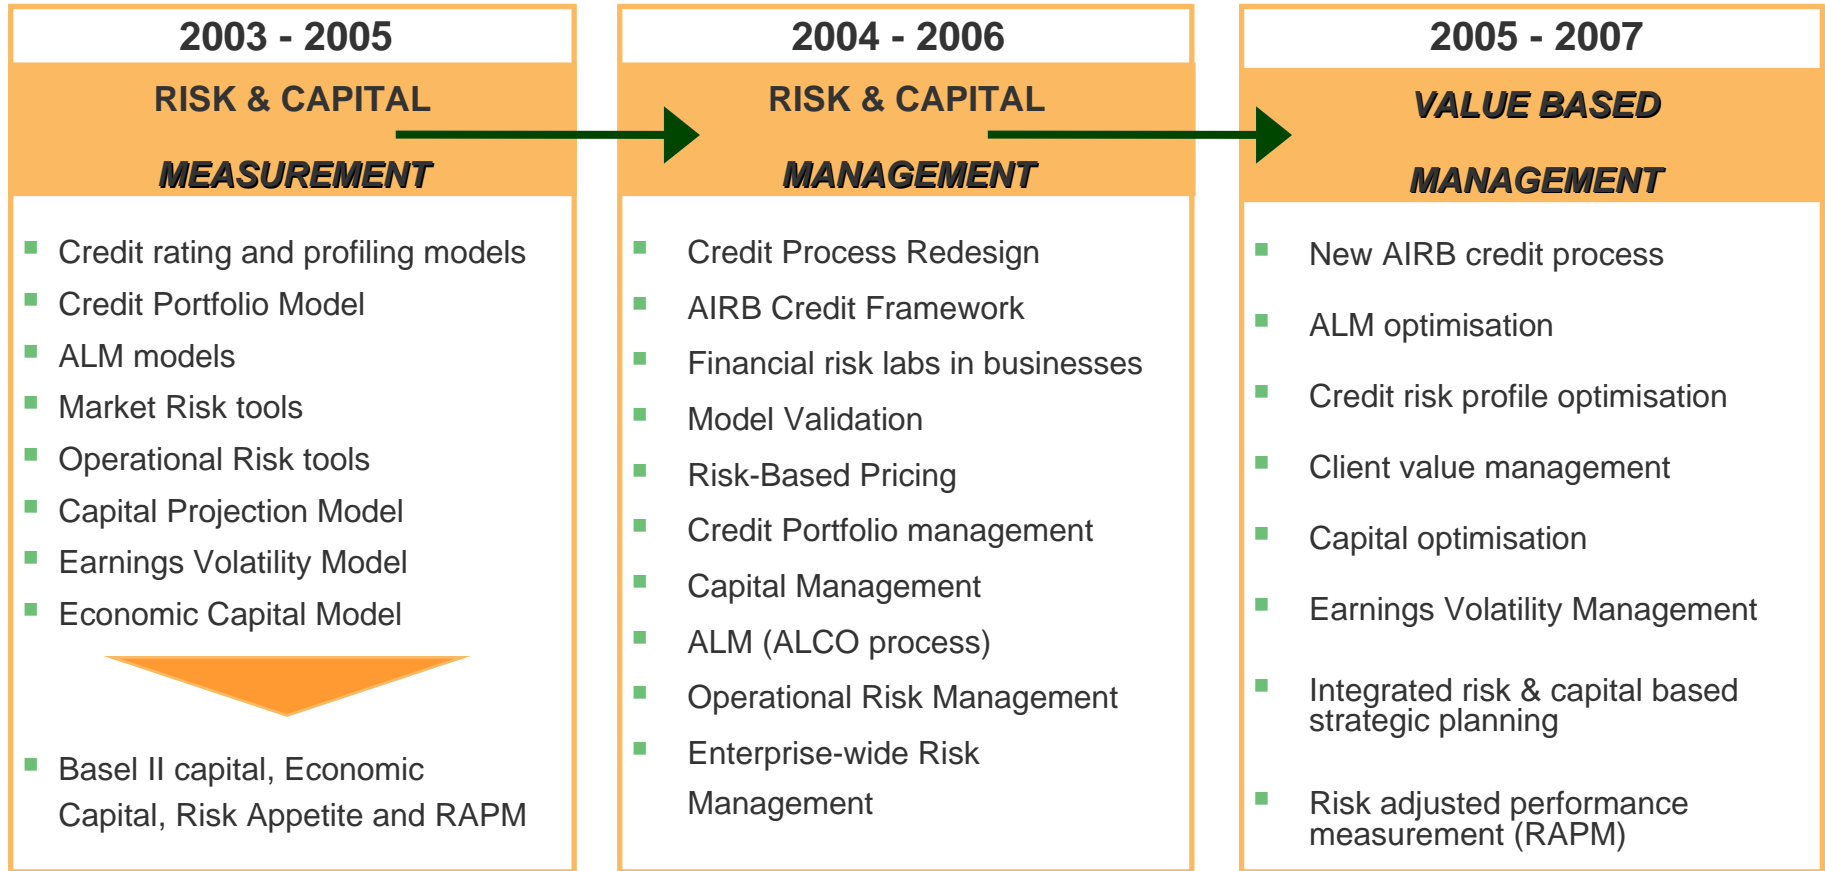 2003 - 2005
RISK & CAPITAL
MEASUREMENT
Credit rating and profiling models
Credit Portfolio Model
ALM models
Market Risk tools
Operational Risk tools
Capital Projection Model
Earnings Volatility Model
Economic Capital Model
Basel II capital, Economic
Capital, Risk Appetite and RAPM
2004 - 2006
RISK & CAPITAL
MANAGEMENT
Credit Process Redesign
AIRB Credit Framework
Financial risk labs in businesses
Model Validation
Risk-Based Pricing
Credit Portfolio management
Capital Management
ALM (ALCO process)
Operational Risk Management
Enterprise-wide Risk
Management
2005 - 2007
VALUE BASED
MANAGEMENT
New AIRB credit process
ALM optimisation
Credit risk profile optimisation
Client value management
Capital optimisation
Earnings Volatility Management
Integrated risk & capital based
strategic planning
Risk adjusted performance
measurement (RAPM)